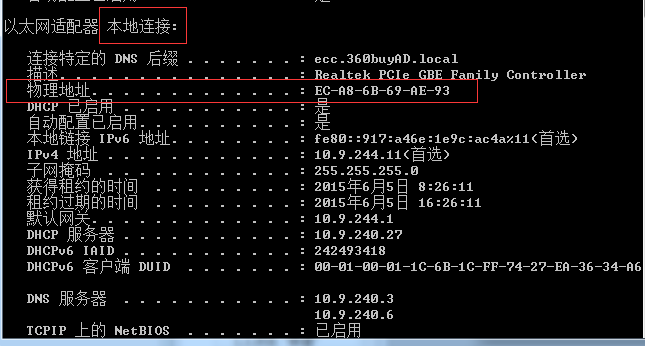 以太网适配器 本地连接:
连接特定的 DNS 后缀 . . . . . . . : ecc.360buyAD.local
描述. . . . . . . . . . . . . . . : Realtek PCIe GBE Family Controller
物理地址. . . . . . . . . . . . . : EC-A8-6B-69-AE-93
DHCP 已启用 . . . . . . . . . . . : 是
自动配置已启用. . . . . . . . . . : 是
本地链接 IPv6 地址. . . . . . . . : fe80::917:a46e:1e9c:ac4a%11(首选)
IPv4 地址 . . . . . . . . . . . . : 10.9.244.11(首选)
子网掩码 . . . . . . . . . . . . : 255.255.255.0
获得租约的时间 . . . . . . . . . : 2015年6月5日 8:26:11
租约过期的时间 . . . . . . . . . : 2015年6月5日 16:26:11
默认网关. . . . . . . . . . . . . : 10.9.244.1
DHCP 服务器 . . . . . . . . . . . : 10.9.240.27
DHCPv6 IAID . . . . . . . . . . . : 242493418
DHCPv6 客户端 DUID . . . . . . . : 00-01-00-01-1C-6B-1C-FF-74-27-EA-36-34-A6
DNS 服务器 . . . . . . . . . . . : 10.9.240.3
10.9.240.6
TCPIP 上的 NetBIOS . . . . . . . : 已启用